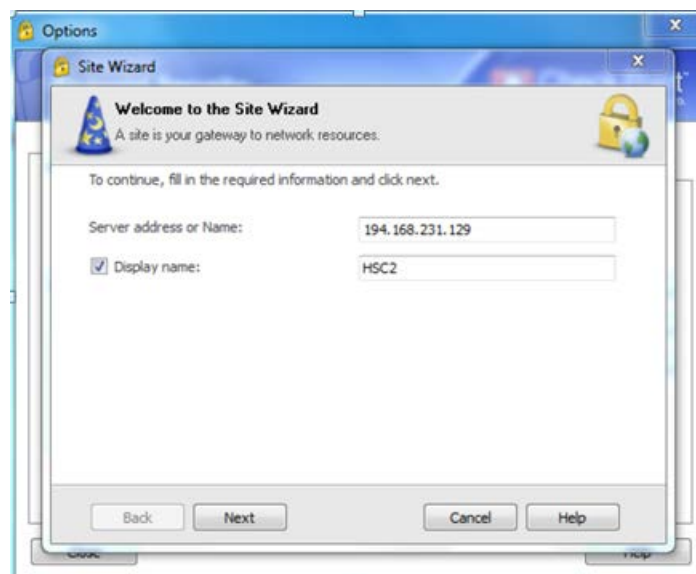 Options
Site Wizard
Welcome to the Site Wizard
A site is your gateway to network resources.
To continue, fill in the required information and click next.
Server address or Name: 194.168.231.129
Display name: HSC2
Back Next Cancel Help
Close Help